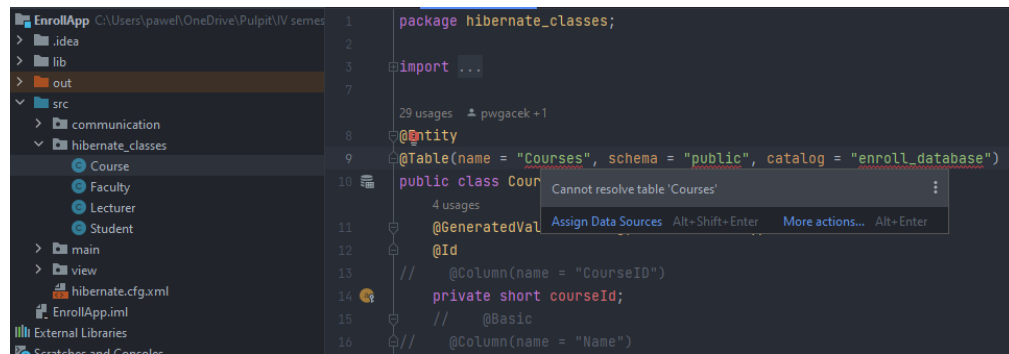 EnrollApp C:\Users\pawel\OneDrive\Pulpit\IV semes
.idea
lib
out
src
communication
hibernate_classes
Course
Faculty
Lecturer
Student
main
view
hibernate.cfg.xml
EnrollApp.iml
External Libraries
Scratches and Consoles
1 package hibernate_classes;
2
3 import ...
7
29 usages pwgacek +1
8 @Entity
9 @Table(name = "Courses", schema = "public", catalog = "enroll_database")
10 public class Cour
Cannot resolve table 'Courses'
Assign Data Sources Alt+Shift+Enter More actions... Alt+Enter
4 usages
11 @GeneratedVal
12 @Id
13 // @Column(name = "CourseID")
14 private short courseId;
15 // @Basic
16 // @Column(name = "Name")